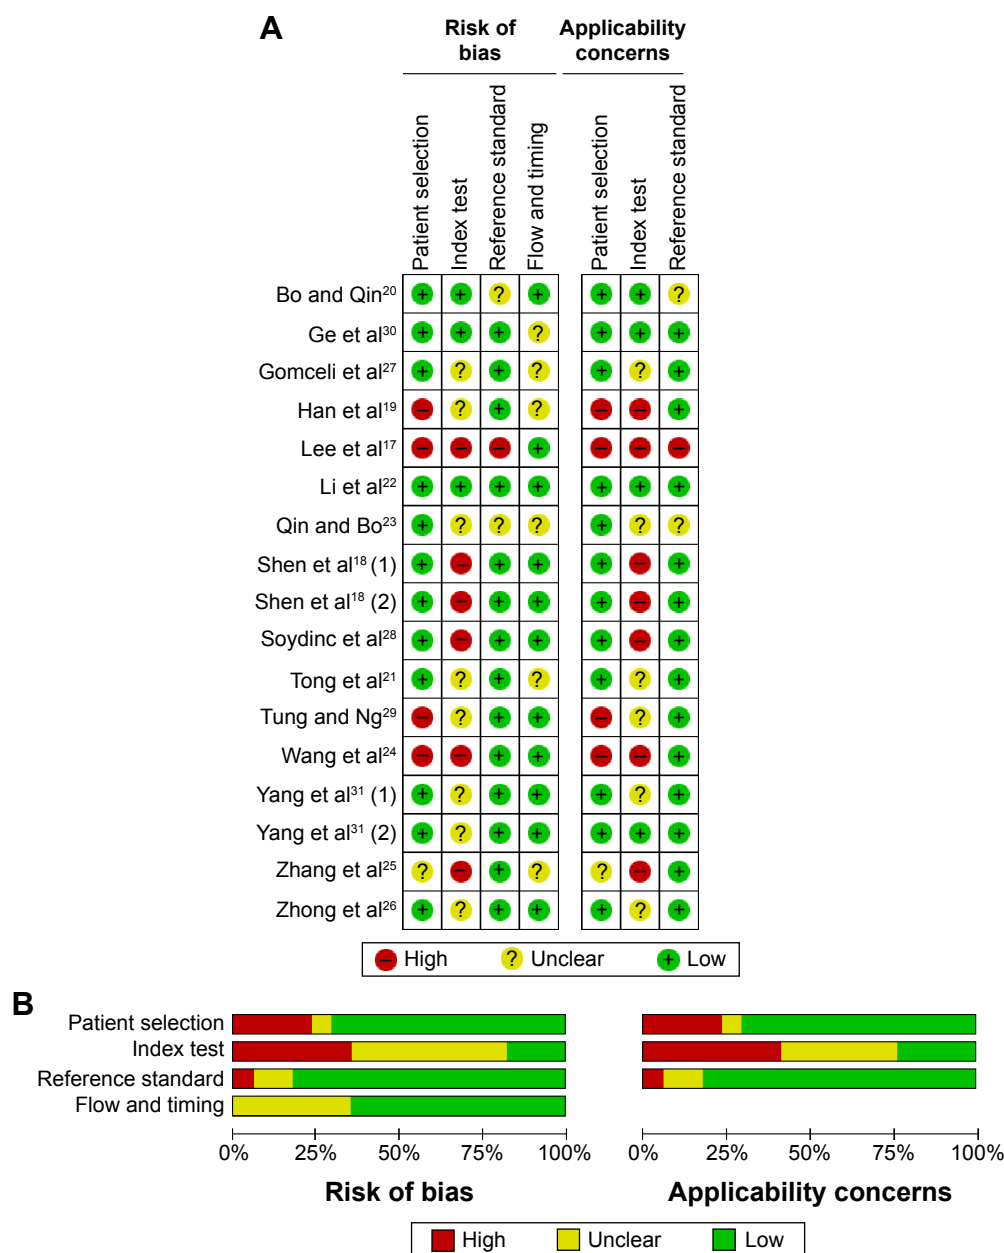 A
Risk of bias
Applicability concerns
Patient selection
Index test
Reference standard
Flow and timing
Patient selection
Index test
Reference standard
Bo and Qin20 + + ? + + + ?
Ge et al30 + + + ? + + +
Gomceli et al27 + ? + ? + ? +
Han et al19 − ? + ? − − +
Lee et al17 − − − + − − −
Li et al22 + + + + + + +
Qin and Bo23 + ? ? ? + ? ?
Shen et al18 (1) + − + + + − +
Shen et al18 (2) + − + + + − +
Soydinc et al28 + − + + + − +
Tong et al21 + ? + ? + ? +
Tung and Ng29 − ? + + − ? +
Wang et al24 − − + + − − +
Yang et al31 (1) + ? + + + ? +
Yang et al31 (2) + ? + + + + +
Zhang et al25 ? − + ? ? − +
Zhong et al26 + ? + + + ? +
− High ? Unclear + Low
B
Patient selection
Index test
Reference standard
Flow and timing
0% 25% 50% 75% 100% 0% 25% 50% 75% 100%
Risk of bias Applicability concerns
High Unclear Low